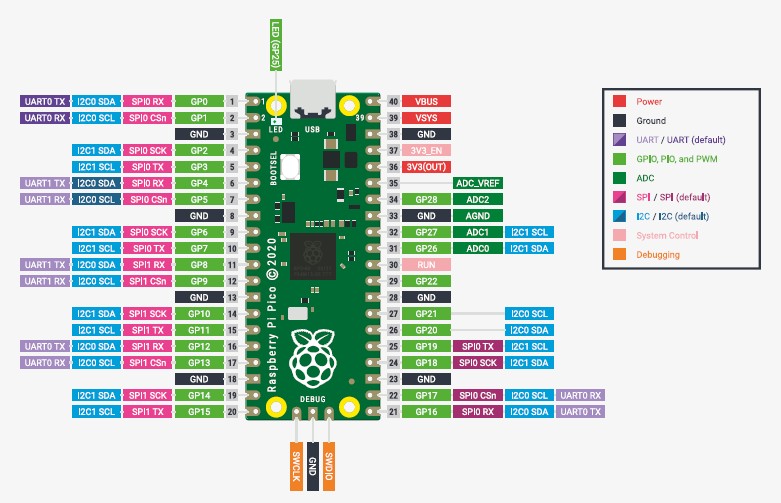 LED (GP25)
UART0 TX I2C0 SDA SPI0 RX GP0 1 1 40 VBUS
UART0 RX I2C0 SCL SPI0 CSn GP1 2 2 39 39 VSYS
GND 3 LED USB 38 GND
I2C1 SDA SPI0 SCK GP2 4 37 3V3_EN
I2C1 SCL SPI0 TX GP3 5 36 3V3(OUT)
UART1 TX I2C0 SDA SPI0 RX GP4 6 35 ADC_VREF
UART1 RX I2C0 SCL SPI0 CSn GP5 7 34 GP28 ADC2
GND 8 33 GND AGND
I2C1 SDA SPI0 SCK GP6 9 32 GP27 ADC1 I2C1 SCL
I2C1 SCL SPI0 TX GP7 10 31 GP26 ADC0 I2C1 SDA
UART1 TX I2C0 SDA SPI1 RX GP8 11 30 RUN
UART1 RX I2C0 SCL SPI1 CSn GP9 12 29 GP22
GND 13 28 GND
I2C1 SDA SPI1 SCK GP10 14 27 GP21 I2C0 SCL
I2C1 SCL SPI1 TX GP11 15 26 GP20 I2C0 SDA
UART0 TX I2C0 SDA SPI1 RX GP12 16 25 GP19 SPI0 TX I2C1 SCL
UART0 RX I2C0 SCL SPI1 CSn GP13 17 24 GP18 SPI0 SCK I2C1 SDA
GND 18 23 GND
I2C1 SDA SPI1 SCK GP14 19 22 GP17 SPI0 CSn I2C0 SCL UART0 RX
I2C1 SCL SPI1 TX GP15 20 21 GP16 SPI0 RX I2C0 SDA UART0 TX
BOOTSEL
Raspberry Pi Pico © 2020
DEBUG
SWCLK
GND
SWDIO
Power
Ground
UART / UART (default)
GPIO, PIO, and PWM
ADC
SPI / SPI (default)
I2C / I2C (default)
System Control
Debugging